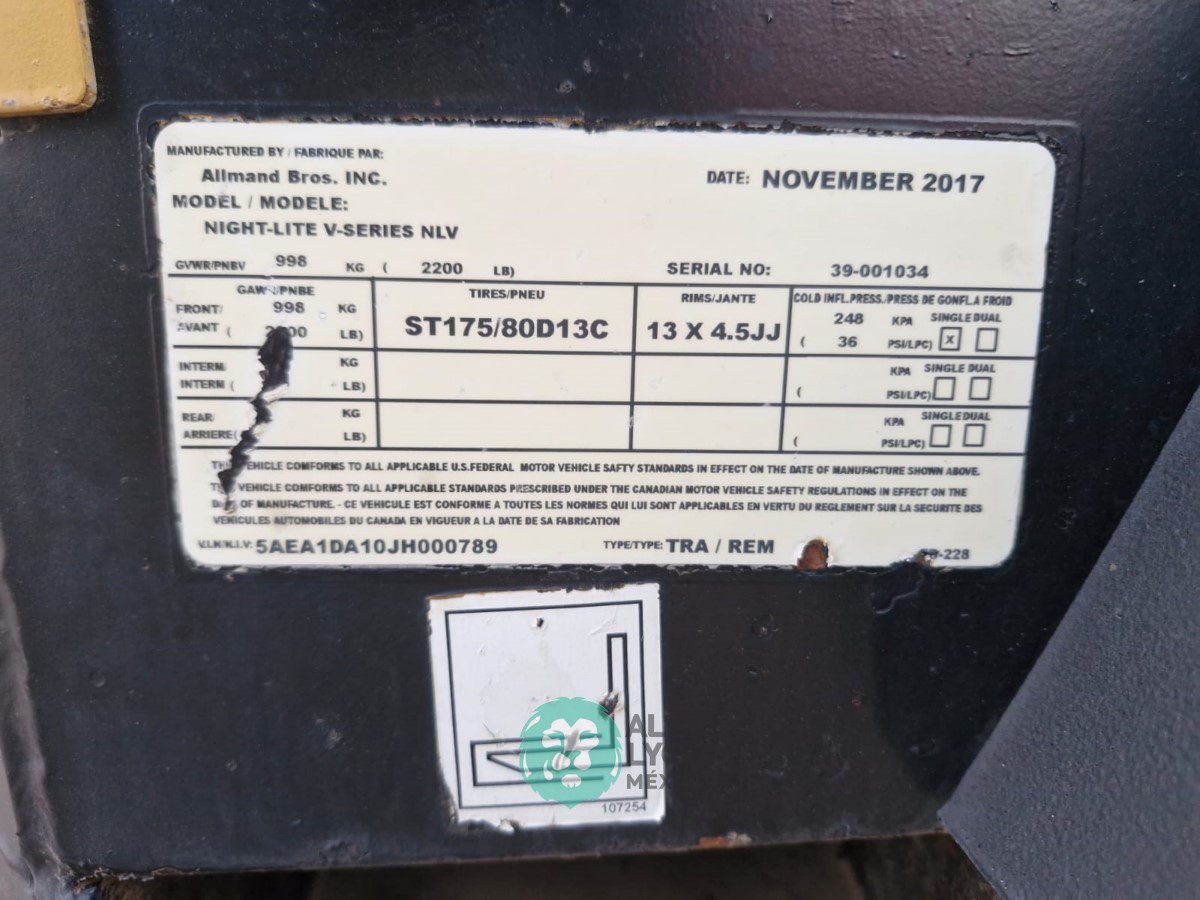 MANUFACTURED BY / FABRIQUE PAR:
Allmand Bros. INC.
DATE: NOVEMBER 2017
MODEL / MODELE:
NIGHT-LITE V-SERIES NLV
GVWR/PNBV 998 KG ( 2200 LB) SERIAL NO: 39-001034
TIRES/PNEU RIMS/JANTE COLD INFL.PRESS./PRESS DE GONFL.A FROID
FRONT/ 998 KG ST175/80D13C 13 X 4.5JJ 248 KPA SINGLE DUAL
AVANT ( LB) ( 36 PSI/LPC) X
INTERM/ KG KPA SINGLE DUAL
INTERM ( LB) ( PSI/LPC)
REAR/ KG KPA SINGLE DUAL
ARRIERE( LB) ( PSI/LPC)
VEHICLE COMFORMS TO ALL APPLICABLE U.S.FEDERAL MOTOR VEHICLE SAFTY STANDARDS IN EFFECT ON THE DATE OF MANUFACTURE SHOWN ABOVE.
VEHICLE COMFORMS TO ALL APPLICABLE STANDARDS PRESCRIBED UNDER THE CANADIAN MOTOR VEHICLE SAFETY REGULATIONS IN EFFECT ON THE
OF MANUFACTURE. - CE VEHICULE EST CONFORME A TOUTES LES NORMES QUI LUI SONT APPLICABLES EN VERTU DU REGLEMENT SUR LA SECURITE DES
VEHICULES AUTOMOBILES DU CANADA EN VIGUEUR A LA DATE DE SA FABRICATION
V.I.N/N.I.V: 5AEA1DA10JH000789 TYPE/TYPE: TRA / REM
107254